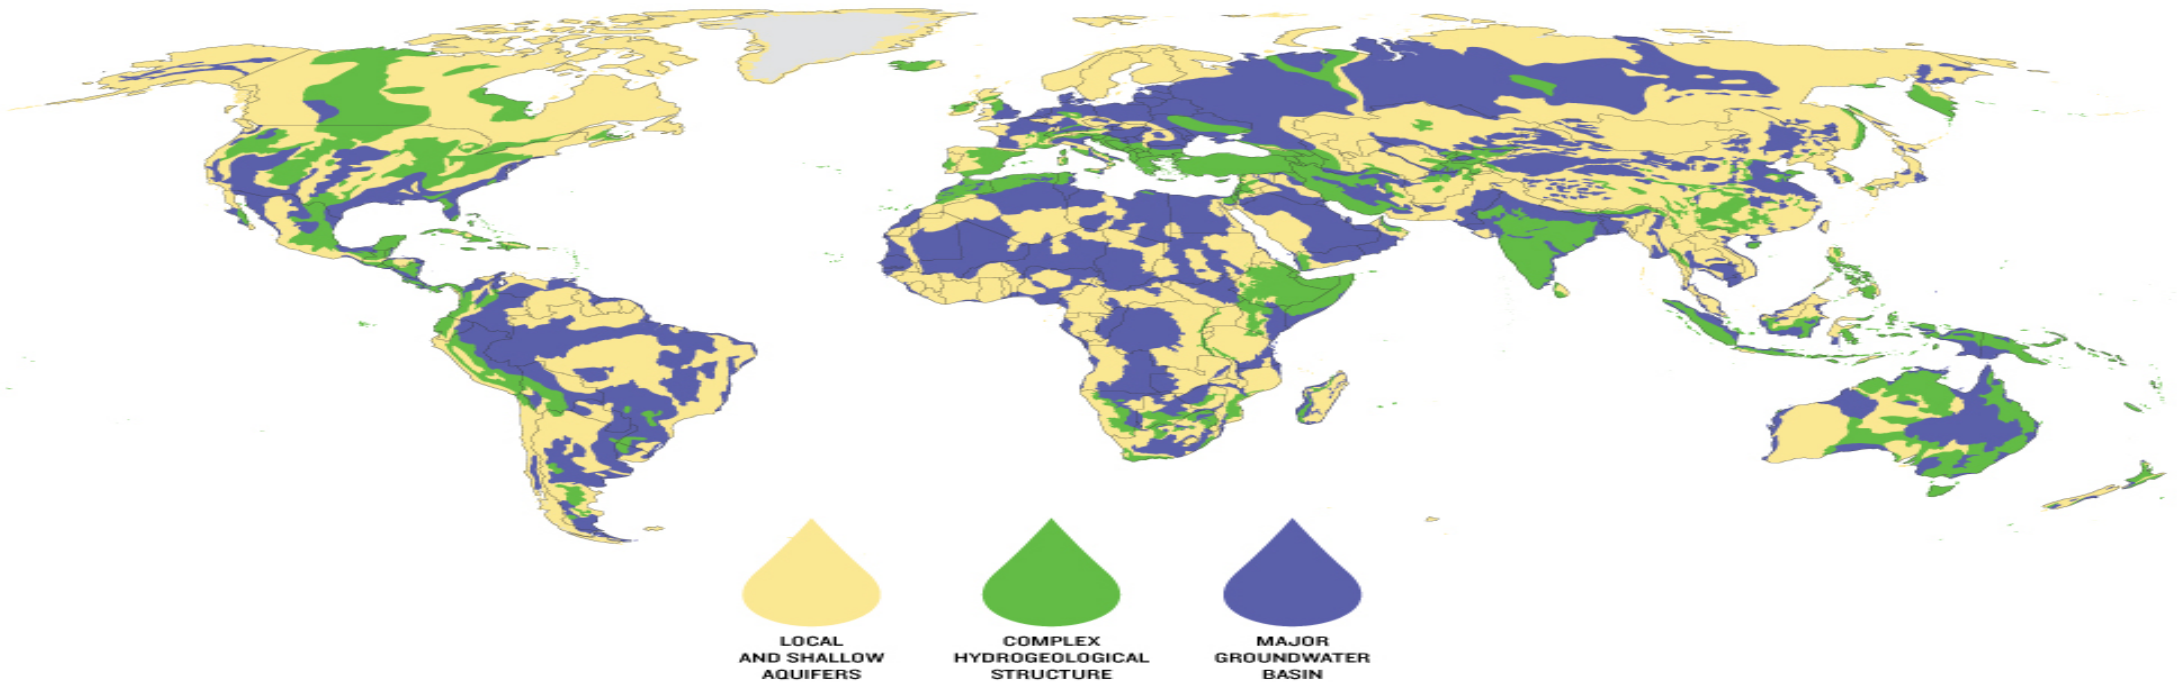 LOCAL
AND SHALLOW
AQUIFERS
COMPLEX
HYDROGEOLOGICAL
STRUCTURE
MAJOR
GROUNDWATER
BASIN